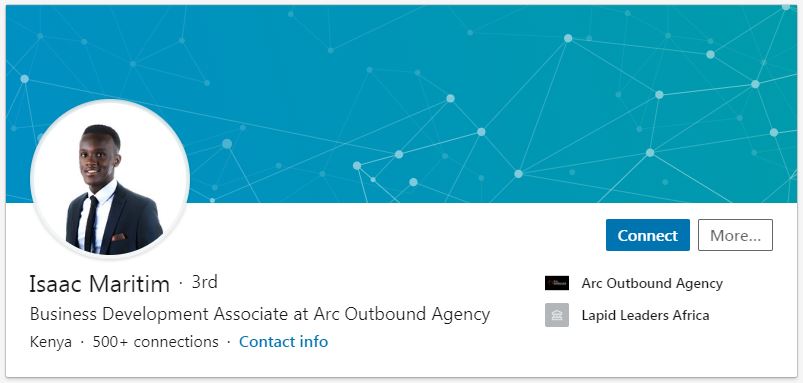 Connect
More...
Isaac Maritim · 3rd
Business Development Associate at Arc Outbound Agency
Kenya · 500+ connections · Contact info
Arc Outbound Agency
Lapid Leaders Africa